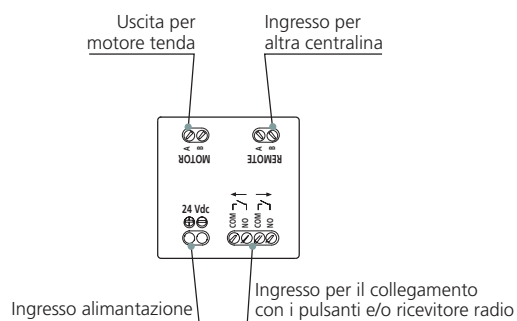 Uscita per
motore tenda
Ingresso per
altra centralina
A B
A B
MOTOR
REMOTE
24 Vdc
COM NO COM NO
Ingresso alimantazione
Ingresso per il collegamento
con i pulsanti e/o ricevitore radio